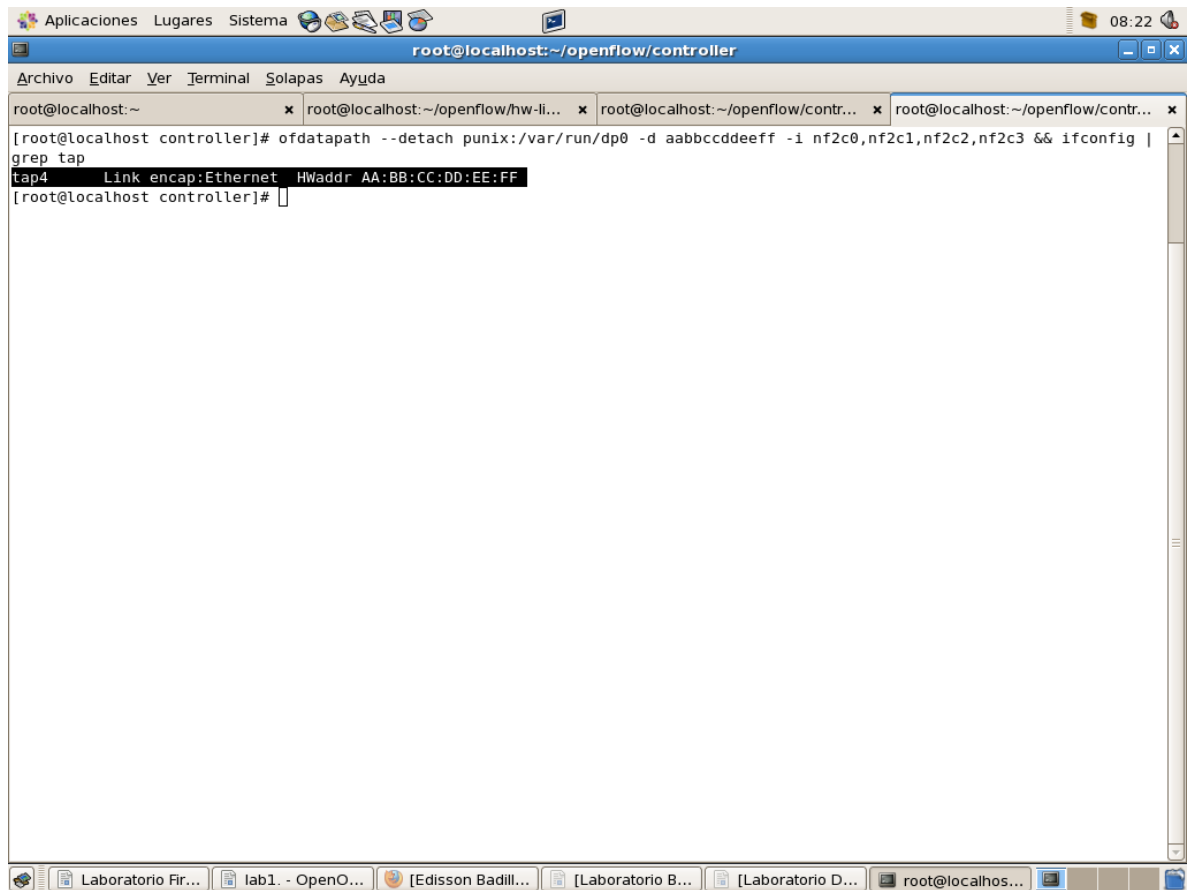 Aplicaciones Lugares Sistema 08:22
root@localhost:~/openflow/controller
Archivo Editar Ver Terminal Solapas Ayuda
root@localhost:~ root@localhost:~/openflow/hw-li... root@localhost:~/openflow/contr... root@localhost:~/openflow/contr...
[root@localhost controller]# ofdatapath --detach punix:/var/run/dp0 -d aabbccddeeff -i nf2c0,nf2c1,nf2c2,nf2c3 && ifconfig |
grep tap
tap4 Link encap:Ethernet HWaddr AA:BB:CC:DD:EE:FF
[root@localhost controller]#
Laboratorio Fir... lab1. - OpenO... [Edisson Badill... [Laboratorio B... [Laboratorio D... root@localhos...